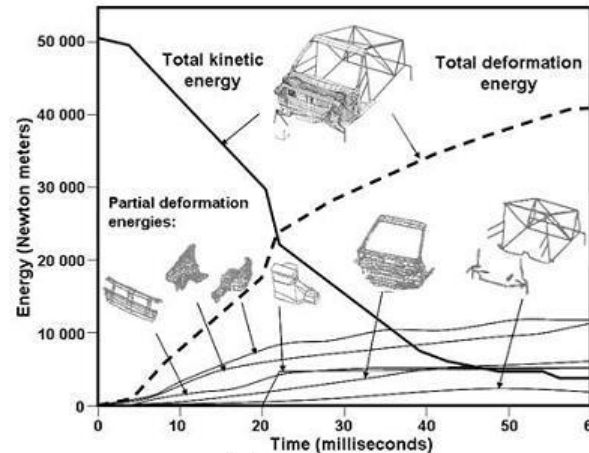 50 000
40 000
30 000
20 000
10 000
0
Energy (Newton meters)
Total kinetic
energy
Total deformation
energy
Partial deformation
energies:
0
10
20
30
40
50
60
Time (milliseconds)